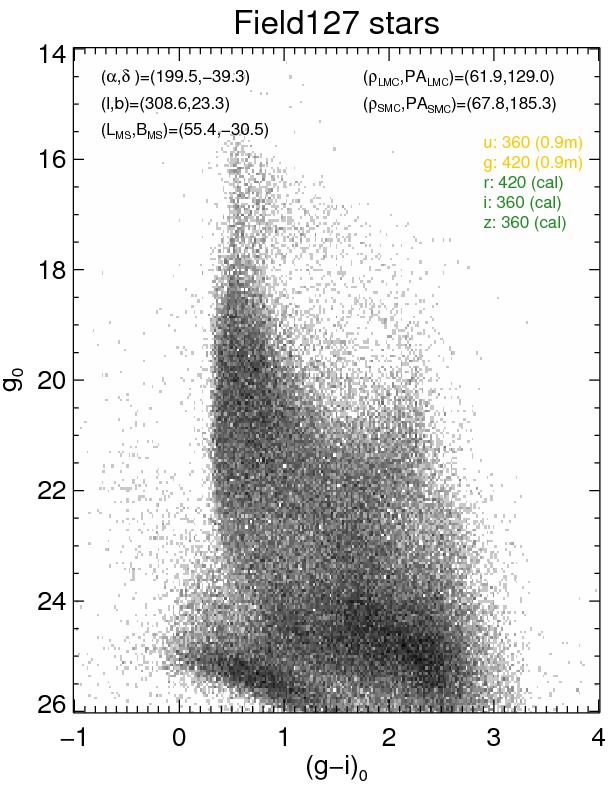 Field127 stars
(α,δ)=(199.5,−39.3) (ρLMC,PALMC)=(61.9,129.0)
(l,b)=(308.6,23.3) (ρSMC,PASMC)=(67.8,185.3)
(LMS,BMS)=(55.4,−30.5)
u: 360 (0.9m)
g: 420 (0.9m)
r: 420 (cal)
i: 360 (cal)
z: 360 (cal)
14
16
18
20
22
24
26
g0
−1 0 1 2 3 4
(g−i)0